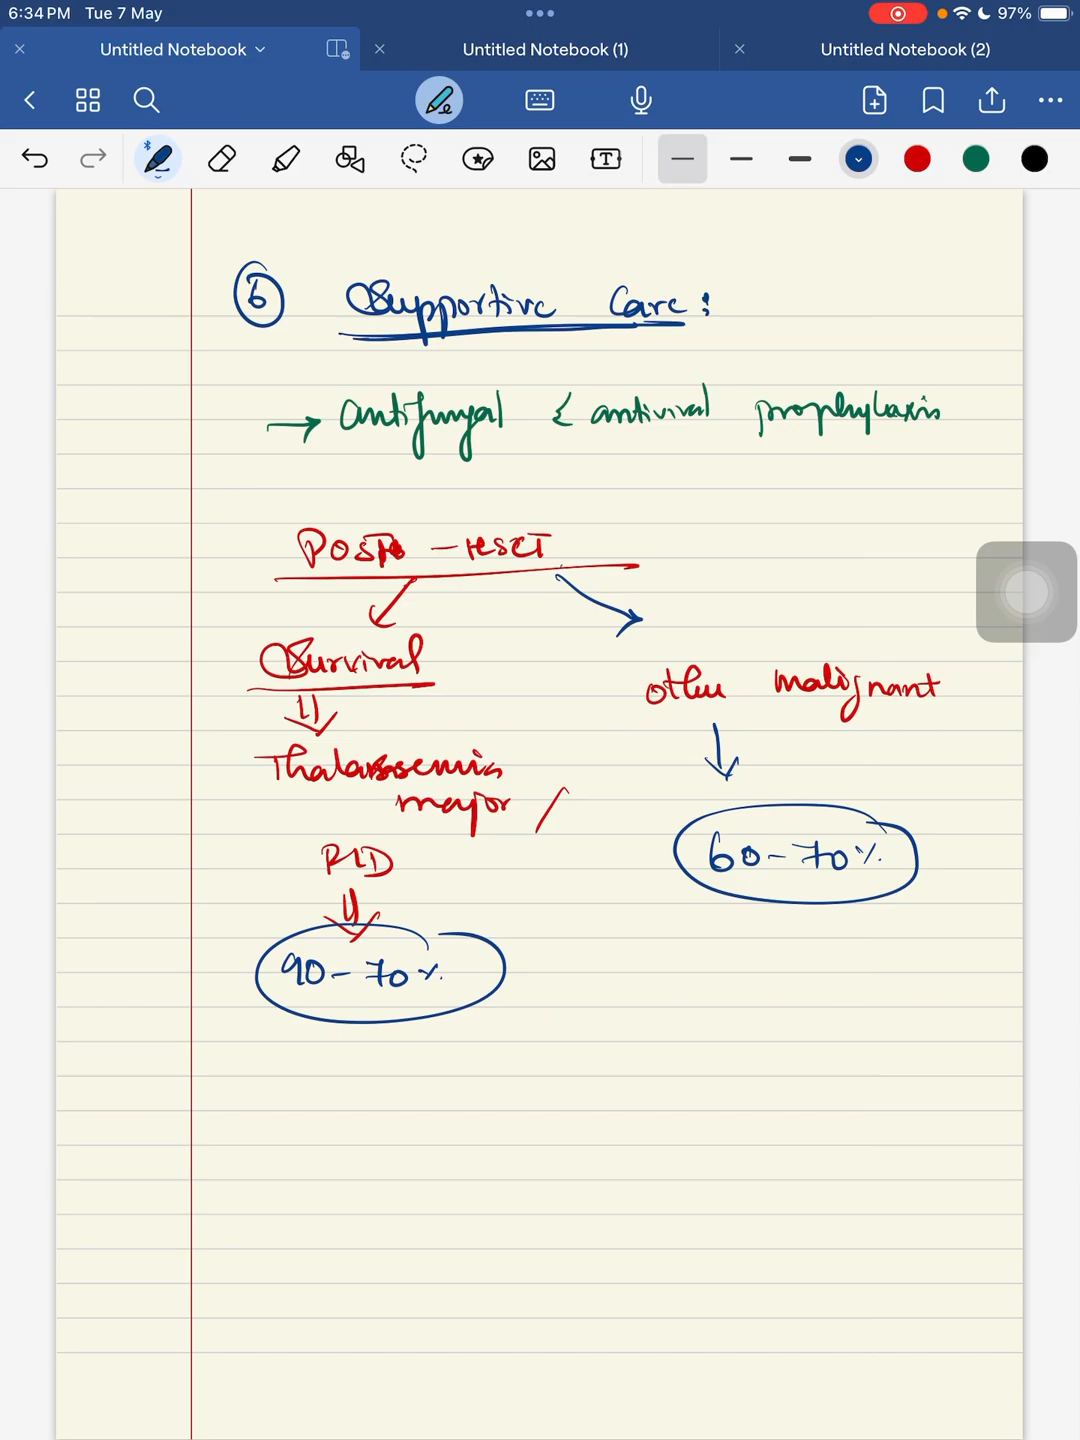 6:34 PM Tue 7 May
97%
Untitled Notebook
Untitled Notebook (1)
Untitled Notebook (2)
6 Supportive Care:
→ antifungal & antiviral prophylaxis
Post - HSCT
Survival
other malignant
Thalassemia
major /
PID
60-70%
90-70%